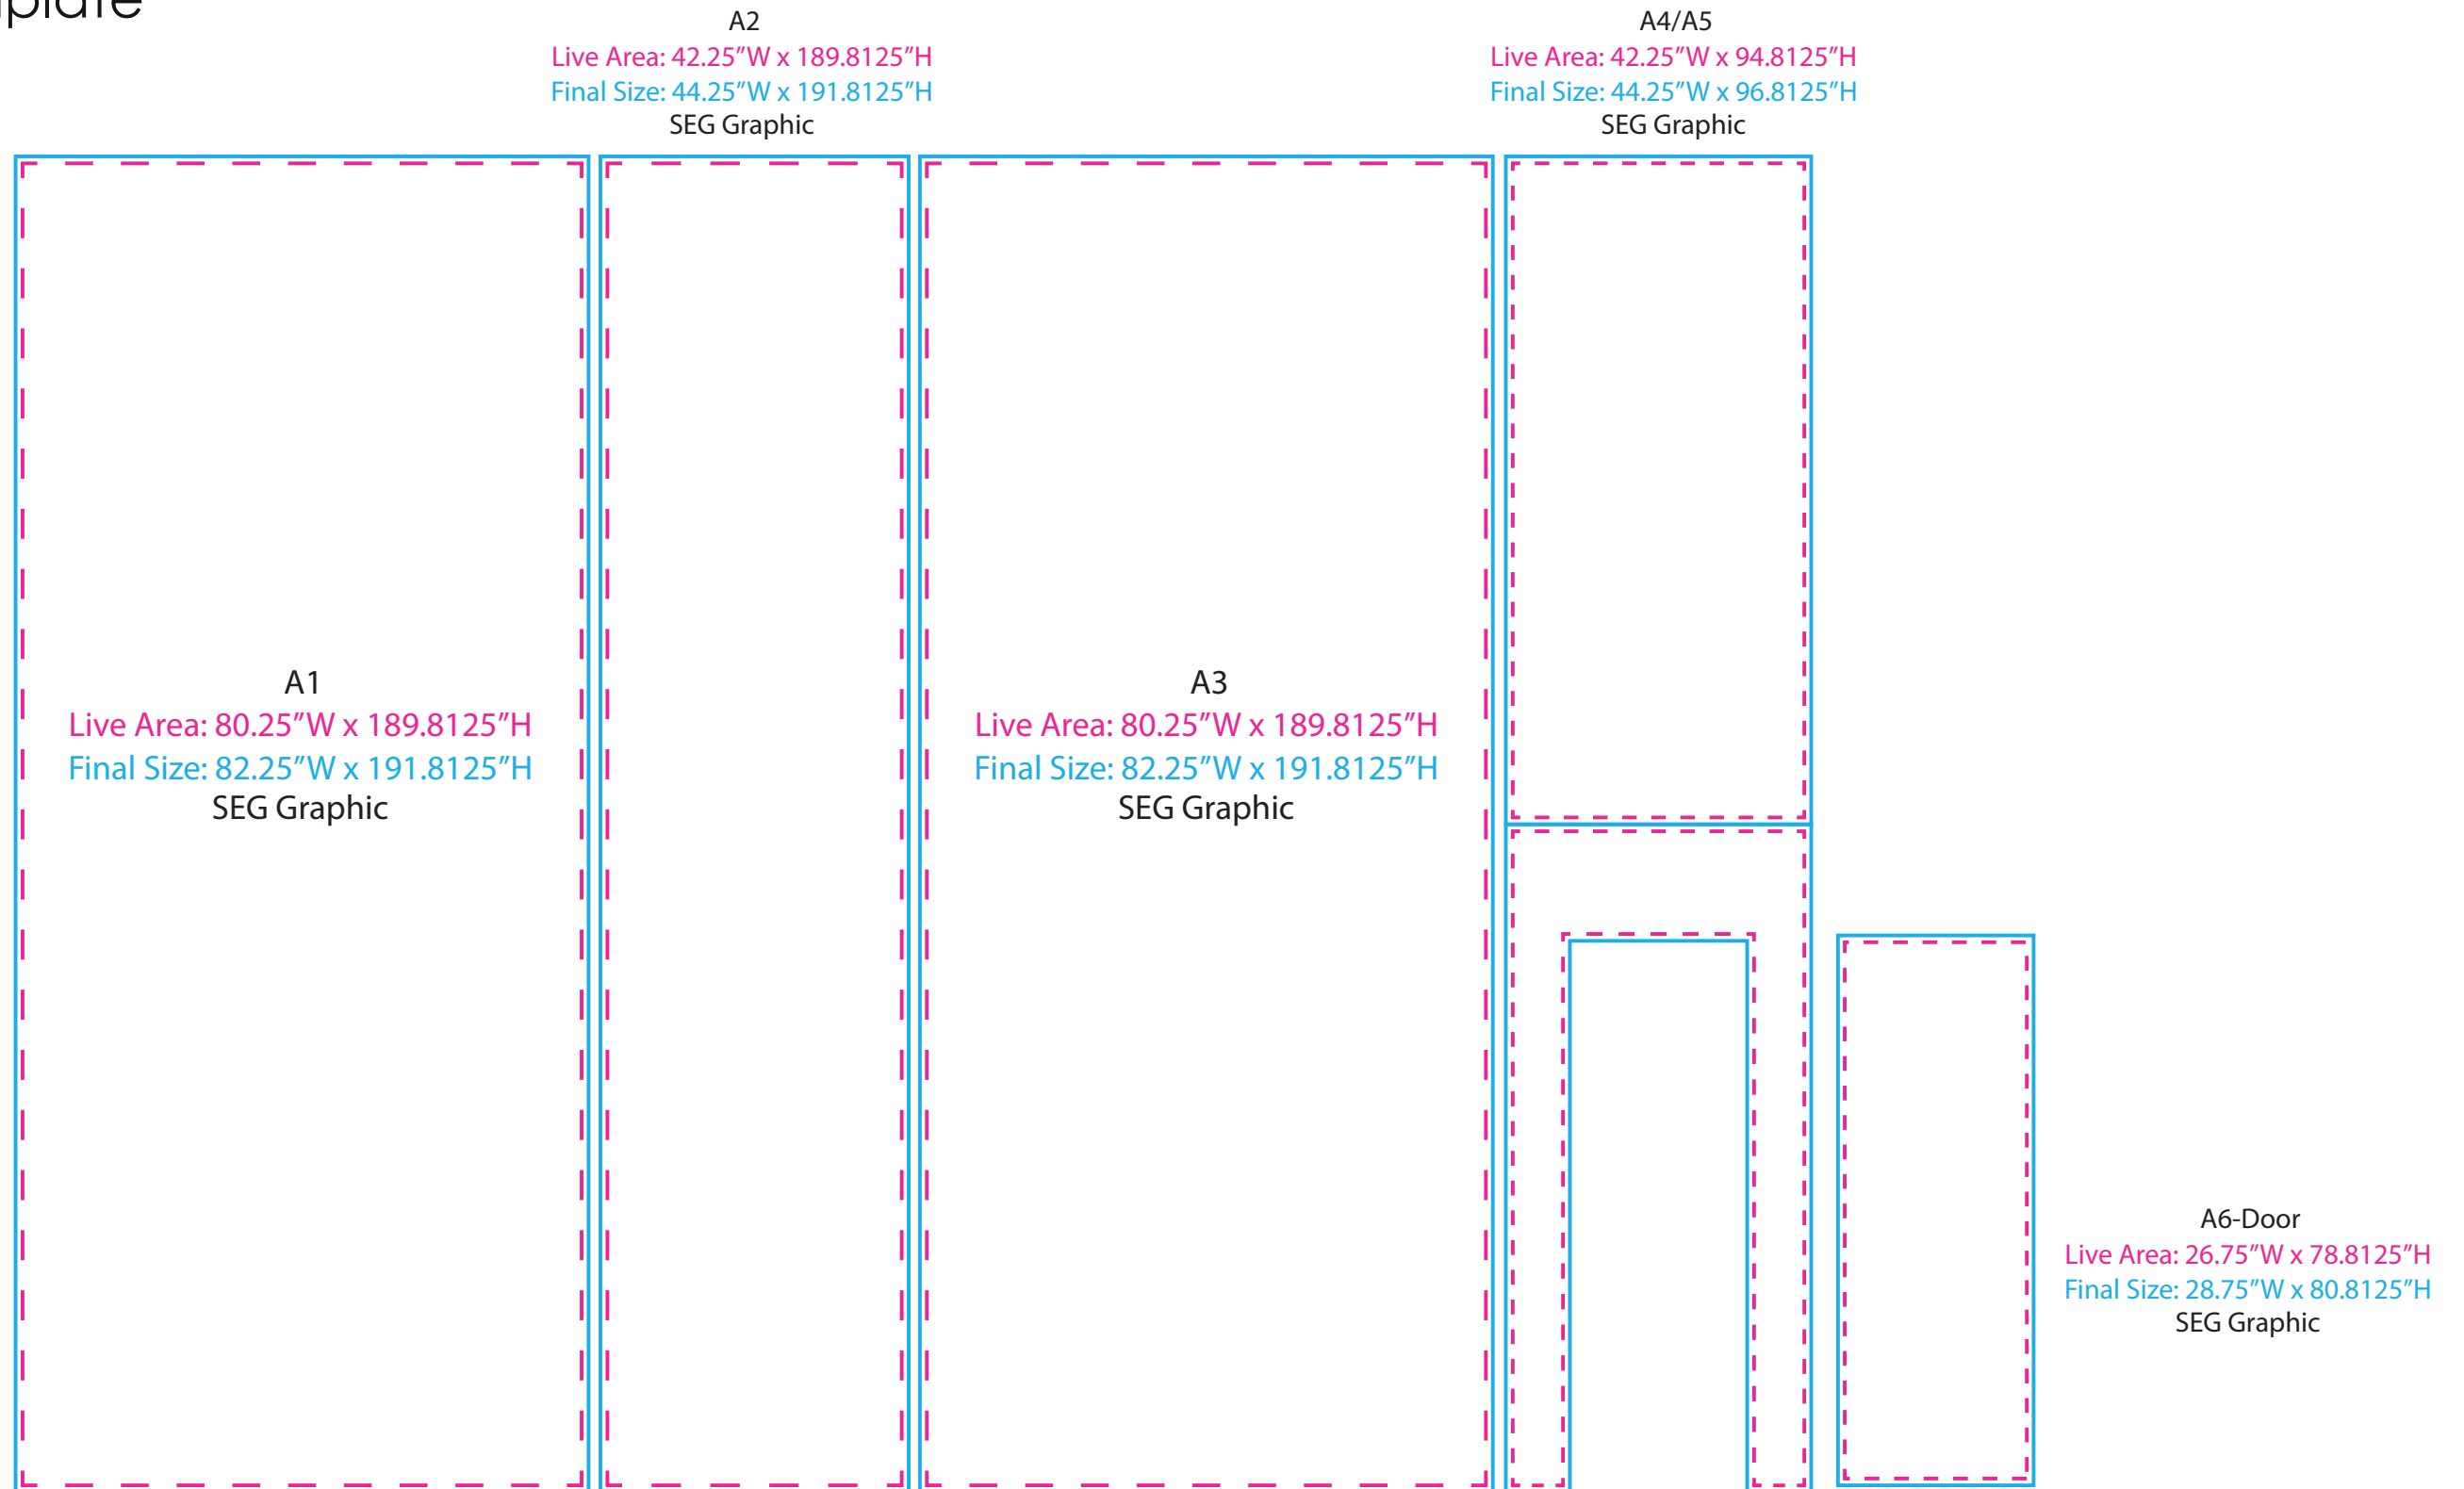 A2
Live Area: 42.25"W x 189.8125"H
Final Size: 44.25"W x 191.8125"H
SEG Graphic
A4/A5
Live Area: 42.25"W x 94.8125"H
Final Size: 44.25"W x 96.8125"H
SEG Graphic
A1
Live Area: 80.25"W x 189.8125"H
Final Size: 82.25"W x 191.8125"H
SEG Graphic
A3
Live Area: 80.25"W x 189.8125"H
Final Size: 82.25"W x 191.8125"H
SEG Graphic
A6-Door
Live Area: 26.75"W x 78.8125"H
Final Size: 28.75"W x 80.8125"H
SEG Graphic